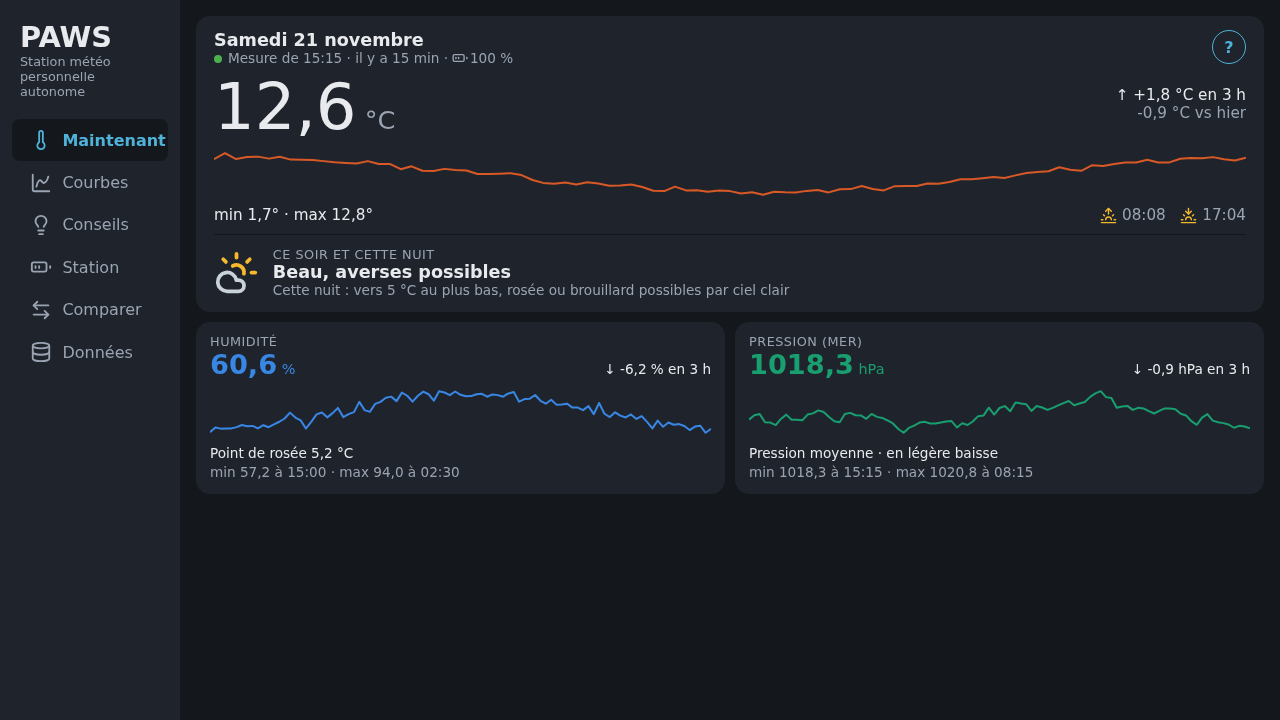 PAWS
Station météo
personnelle
autonome
Maintenant
Courbes
Conseils
Station
Comparer
Données
Samedi 21 novembre
Mesure de 15:15 · il y a 15 min · 100 %
?
12,6 °C
↑ +1,8 °C en 3 h
-0,9 °C vs hier
min 1,7° · max 12,8°
08:08 17:04
CE SOIR ET CETTE NUIT
Beau, averses possibles
Cette nuit : vers 5 °C au plus bas, rosée ou brouillard possibles par ciel clair
HUMIDITÉ
60,6 %
↓ -6,2 % en 3 h
Point de rosée 5,2 °C
min 57,2 à 15:00 · max 94,0 à 02:30
PRESSION (MER)
1018,3 hPa
↓ -0,9 hPa en 3 h
Pression moyenne · en légère baisse
min 1018,3 à 15:15 · max 1020,8 à 08:15